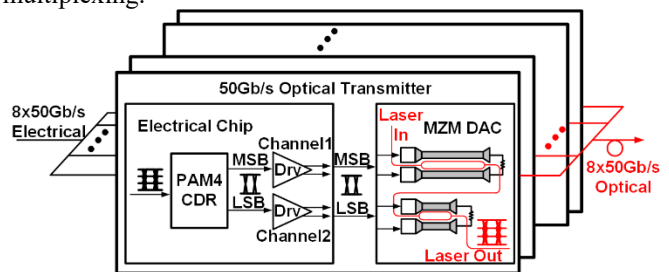 multiplexing.
50Gb/s Optical Transmitter
8x50Gb/s
Electrical
Electrical Chip
PAM4
CDR
MSB
LSB
Channel1
Drv
Drv
Channel2
MSB
LSB
Laser
In
MZM DAC
Laser Out
8x50Gb/s
Optical